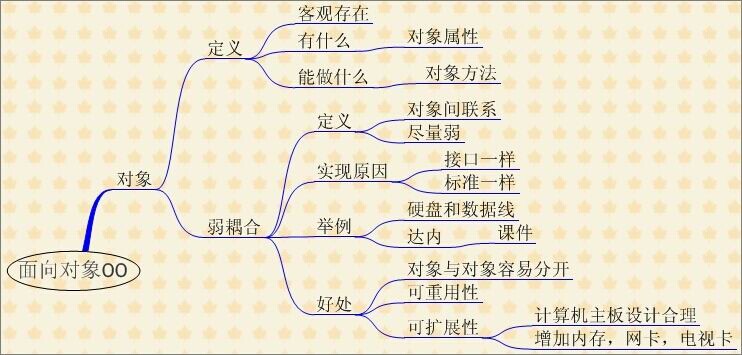 面向对象OO
对象
定义
客观存在
有什么
对象属性
能做什么
对象方法
弱耦合
定义
对象间联系
尽量弱
实现原因
接口一样
标准一样
举例
硬盘和数据线
达内
课件
好处
对象与对象容易分开
可重用性
可扩展性
计算机主板设计合理
增加内存，网卡，电视卡